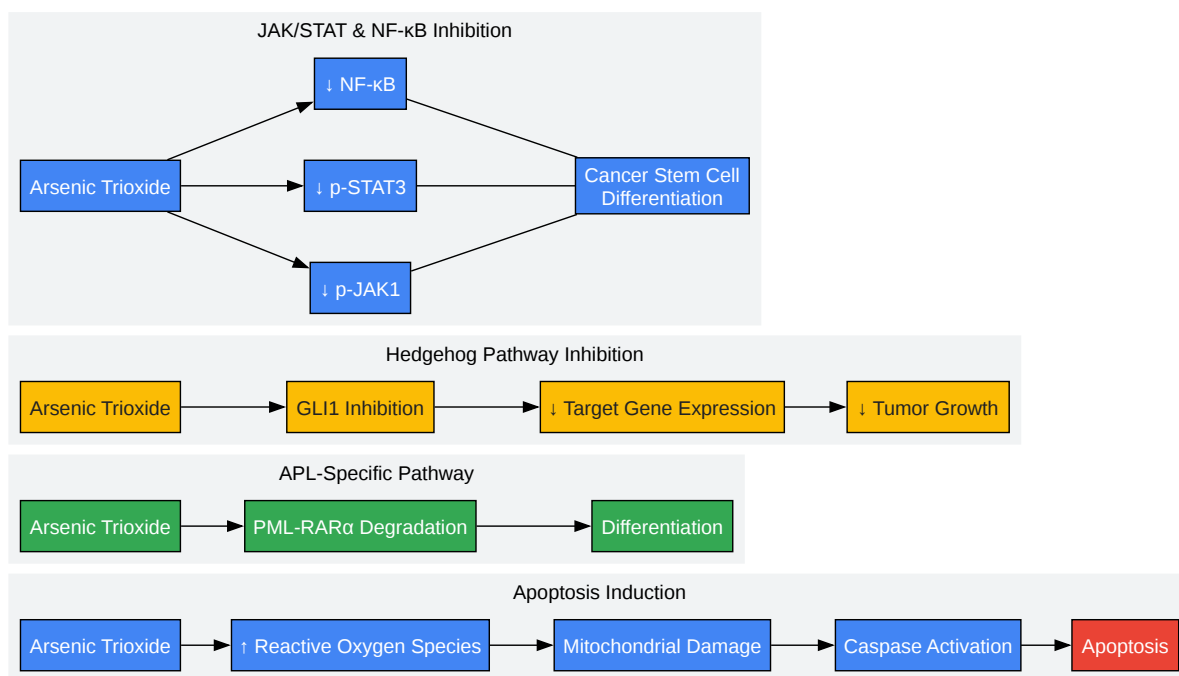 JAK/STAT & NF-κB Inhibition
↓ NF-κB
Arsenic Trioxide
↓ p-STAT3
Cancer Stem Cell
Differentiation
↓ p-JAK1
Hedgehog Pathway Inhibition
Arsenic Trioxide
GLI1 Inhibition
↓ Target Gene Expression
↓ Tumor Growth
APL-Specific Pathway
Arsenic Trioxide
PML-RARα Degradation
Differentiation
Apoptosis Induction
Arsenic Trioxide
↑ Reactive Oxygen Species
Mitochondrial Damage
Caspase Activation
Apoptosis